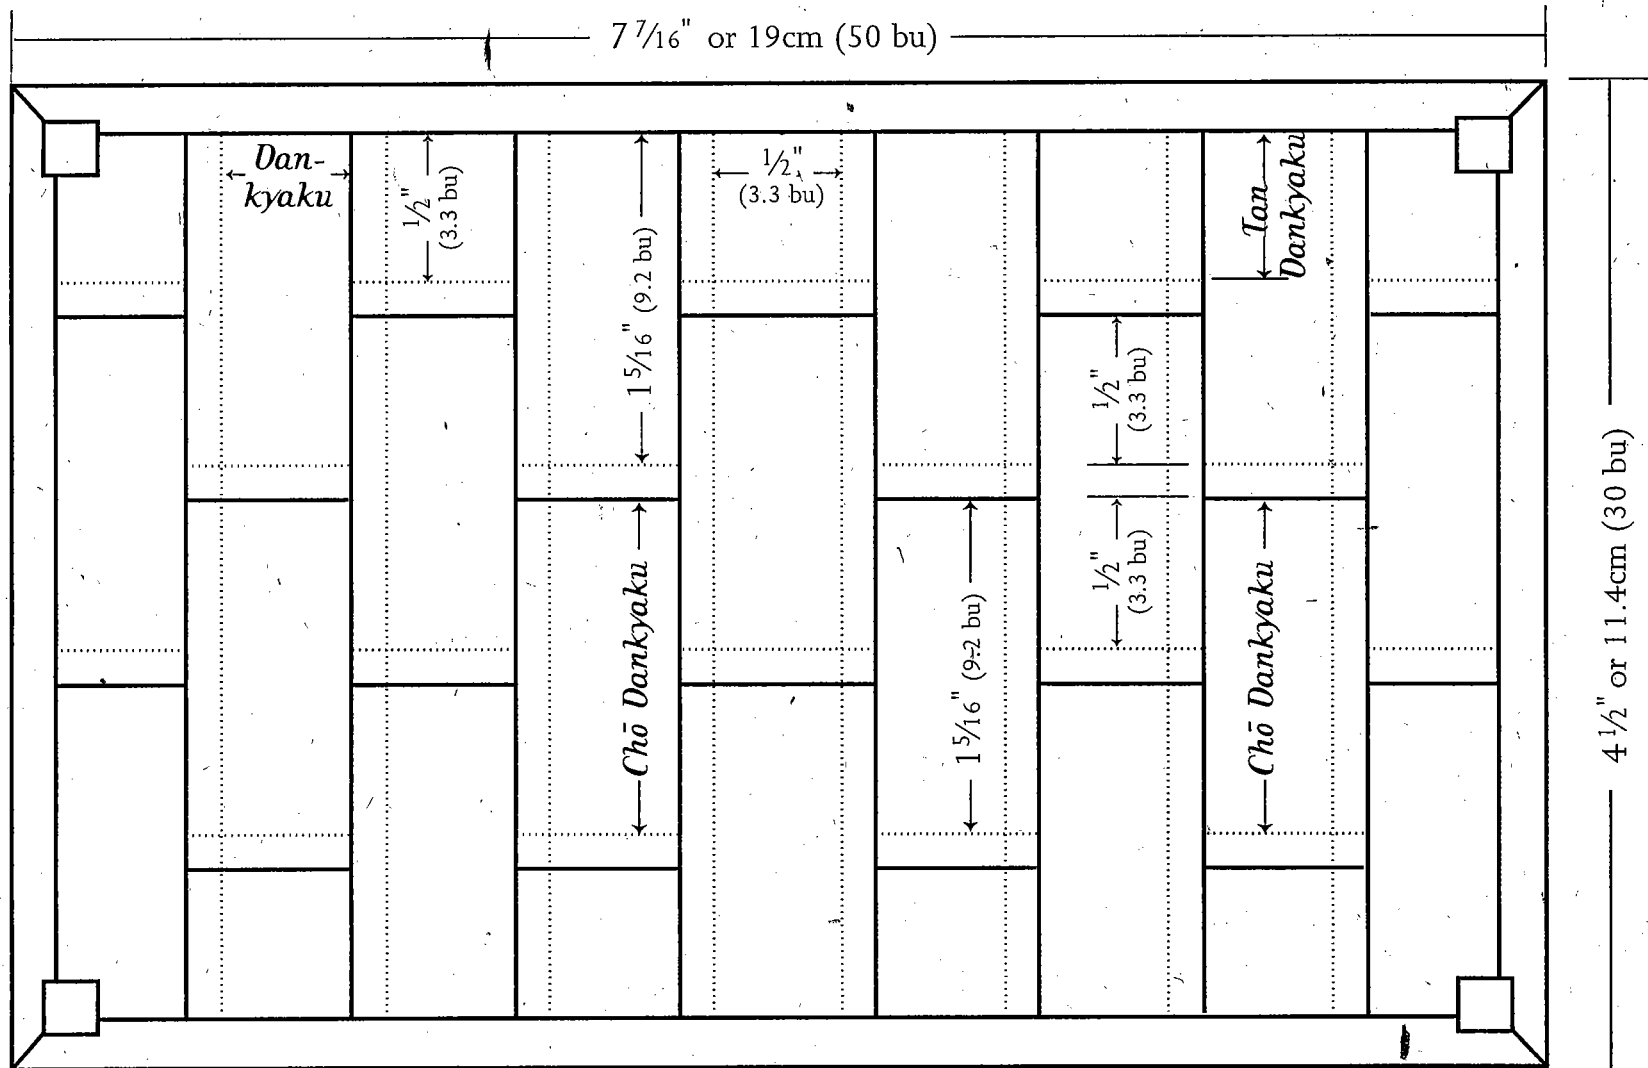 7 7/16" or 19cm (50 bu)
Dan-
kyaku
1/2"
(3.3 bu)
1 5/16" (9.2 bu)
1/2"
(3.3 bu)
Tan
Dankyaku
1/2"
(3.3 bu)
1/2"
(3.3 bu)
Chō Dankyaku
1 5/16" (9.2 bu)
Chō Dankyaku
4 1/2" or 11.4cm (30 bu)